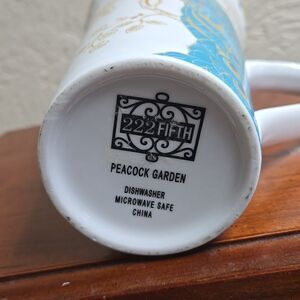 222 FIFTH
PEACOCK GARDEN
DISHWASHER
MICROWAVE SAFE
CHINA